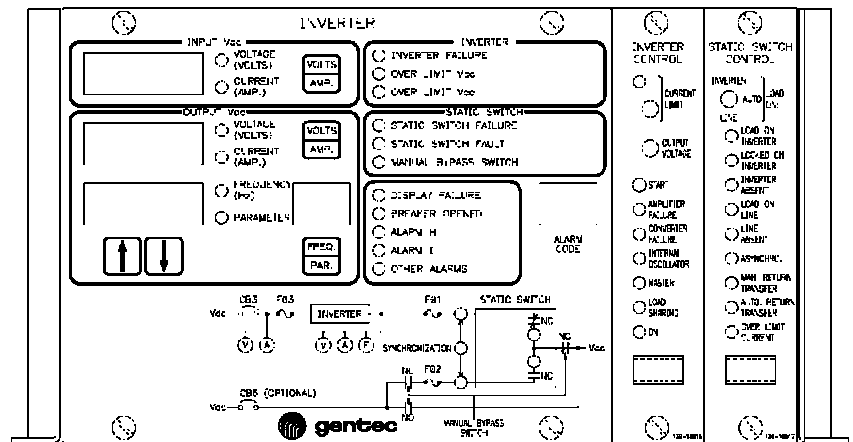 INVERTER
INPUT Vdc
VOLTAGE
(VOLTS)
CURRENT
(AMP.)
VOLTS
AMP.
INVERTER
INVERTER FAILURE
OVER LIMIT Vdc
OVER LIMIT Vac
OUTPUT Vac
VOLTAGE
(VOLTS)
CURRENT
(AMP.)
VOLTS
AMP.
STATIC SWITCH
STATIC SWITCH FAILURE
STATIC SWITCH FAULT
MANUAL BYPASS SWITCH
FREQUENCY
(Hz)
PARAMETER
FREQ.
PAR.
DISPLAY FAILURE
BREAKER OPENED
ALARM H
ALARM I
OTHER ALARMS
ALARM
CODE
CB3
F03
Vdc
INVERTER
V
A
V
A
F
F01
STATIC SWITCH
NC
NO
Vac
SYNCHRONIZATION
F02
NC
NC
CB6 (OPTIONAL)
Vac
NO
gentec
MANUAL BYPASS
SWITCH
INVERTER
CONTROL
CURRENT
LIMIT
OUTPUT
VOLTAGE
START
AMPLIFIER
FAILURE
CONVERTER
FAILURE
INTERNAL
OSCILLATOR
MASTER
LOAD
SHARING
ON
STATIC SWITCH
CONTROL
INVERTER
AUTO
LOAD
ON
LINE
LOAD ON
INVERTER
LOCKED ON
INVERTER
INVERTER
ABSENT
LOAD ON
LINE
LINE
ABSENT
ASYNCHRO.
MAN. RETURN
TRANSFER
AUTO. RETURN
TRANSFER
OVER LIMIT
CURRENT